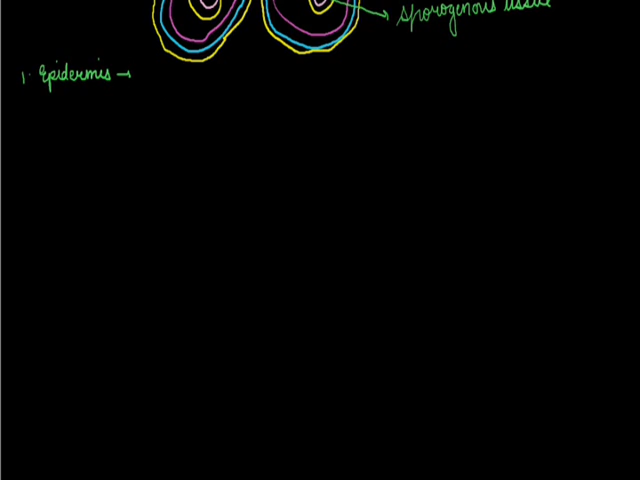 sporogenous tissue
1. Epidermis →